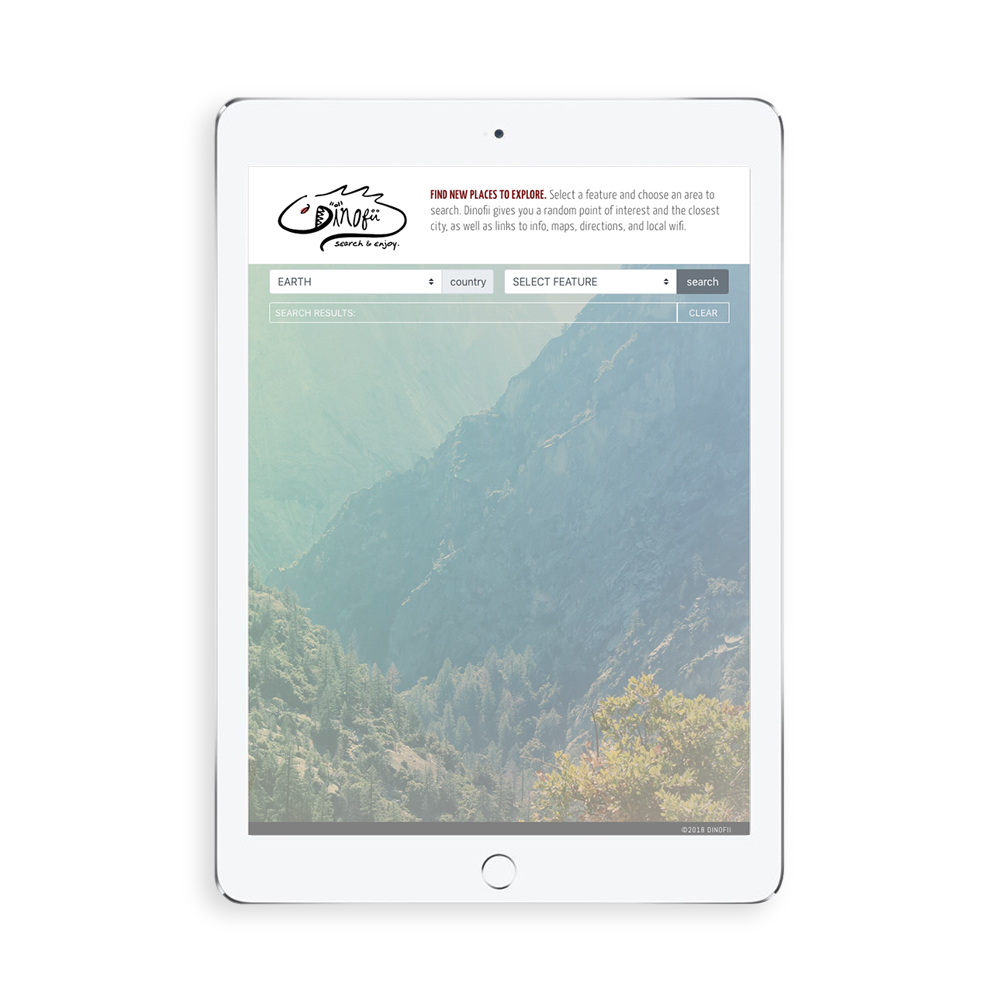 "all"
Dinofii
search & enjoy.
FIND NEW PLACES TO EXPLORE. Select a feature and choose an area to
search. Dinofii gives you a random point of interest and the closest
city, as well as links to info, maps, directions, and local wifi.
EARTH country SELECT FEATURE search
SEARCH RESULTS: CLEAR
©2018 DINOFII